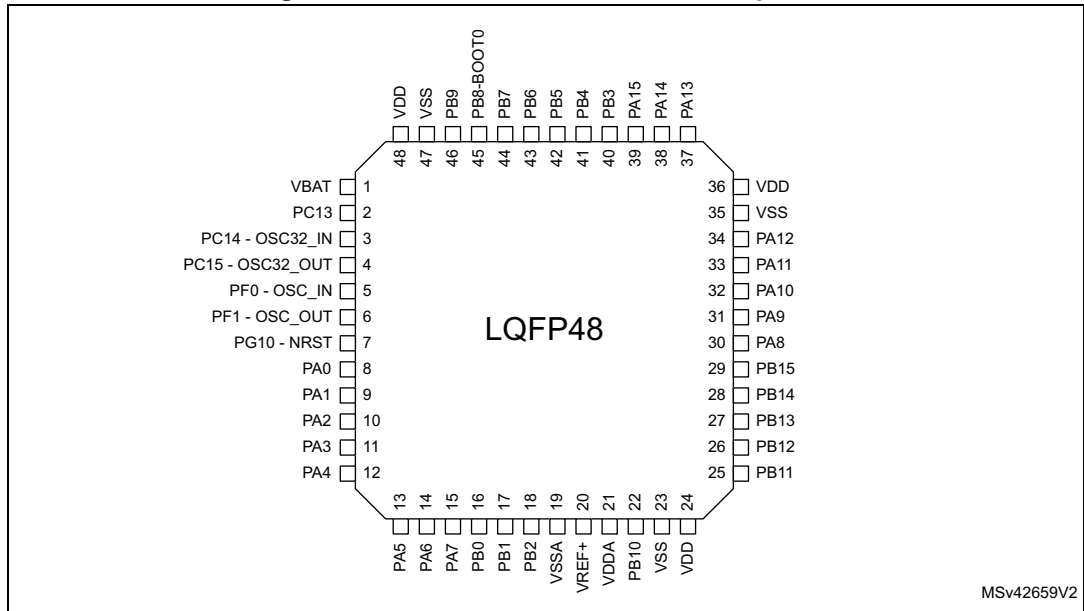 VDD
VSS
PB9
PB8-BOOT0
PB7
PB6
PB5
PB4
PB3
PA15
PA14
PA13
48
47
46
45
44
43
42
41
40
39
38
37
VBAT 1
PC13 2
PC14 - OSC32_IN 3
PC15 - OSC32_OUT 4
PF0 - OSC_IN 5
PF1 - OSC_OUT 6
PG10 - NRST 7
PA0 8
PA1 9
PA2 10
PA3 11
PA4 12
LQFP48
36 VDD
35 VSS
34 PA12
33 PA11
32 PA10
31 PA9
30 PA8
29 PB15
28 PB14
27 PB13
26 PB12
25 PB11
13
14
15
16
17
18
19
20
21
22
23
24
PA5
PA6
PA7
PB0
PB1
PB2
VSSA
VREF+
VDDA
PB10
VSS
VDD
MSv42659V2